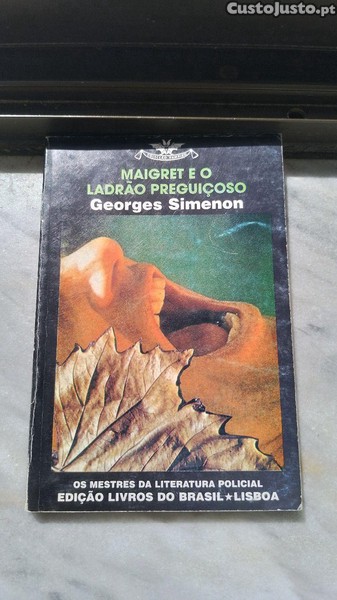 CustoJusto.pt
MAIGRET E O
LADRÃO PREGUIÇOSO
Georges Simenon
OS MESTRES DA LITERATURA POLICIAL
EDIÇÃO LIVROS DO BRASIL★LISBOA